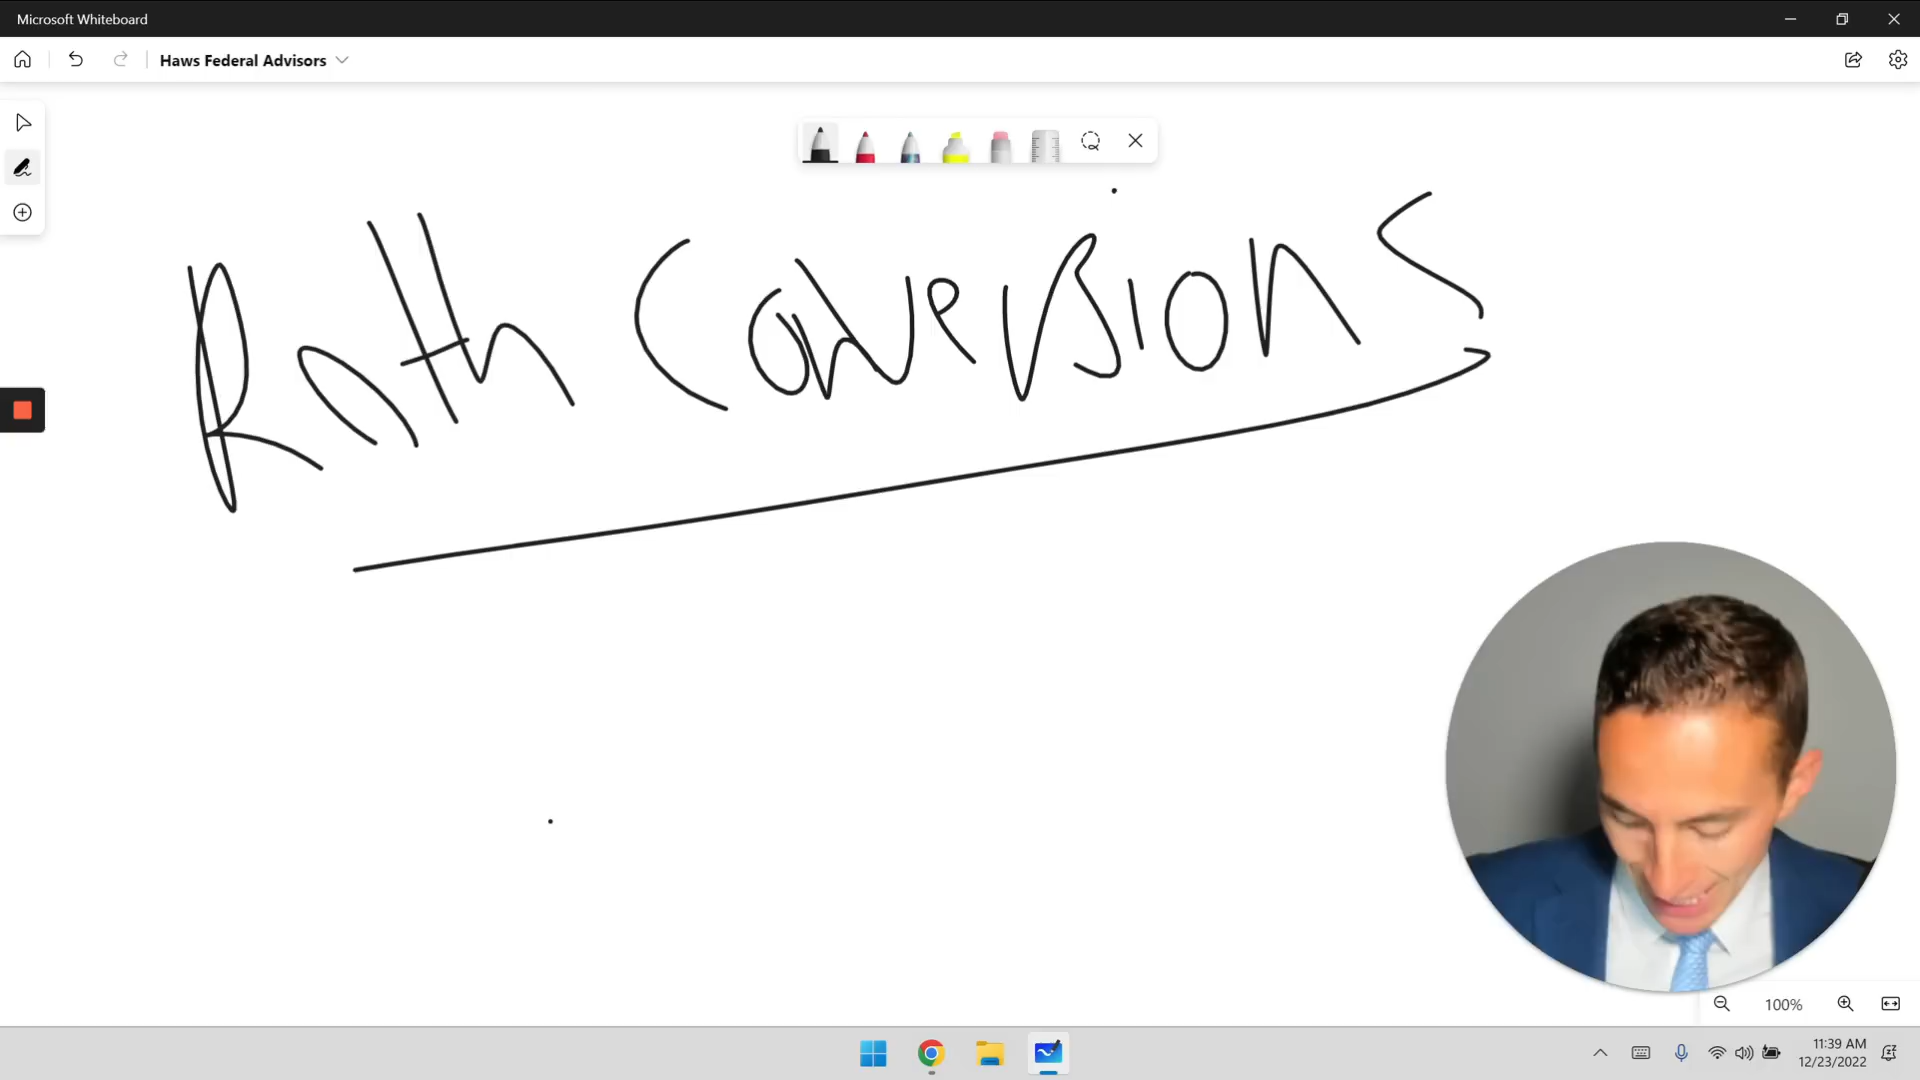 Microsoft Whiteboard
Haws Federal Advisors
Roth Conversions
100%
11:39 AM
12/23/2022